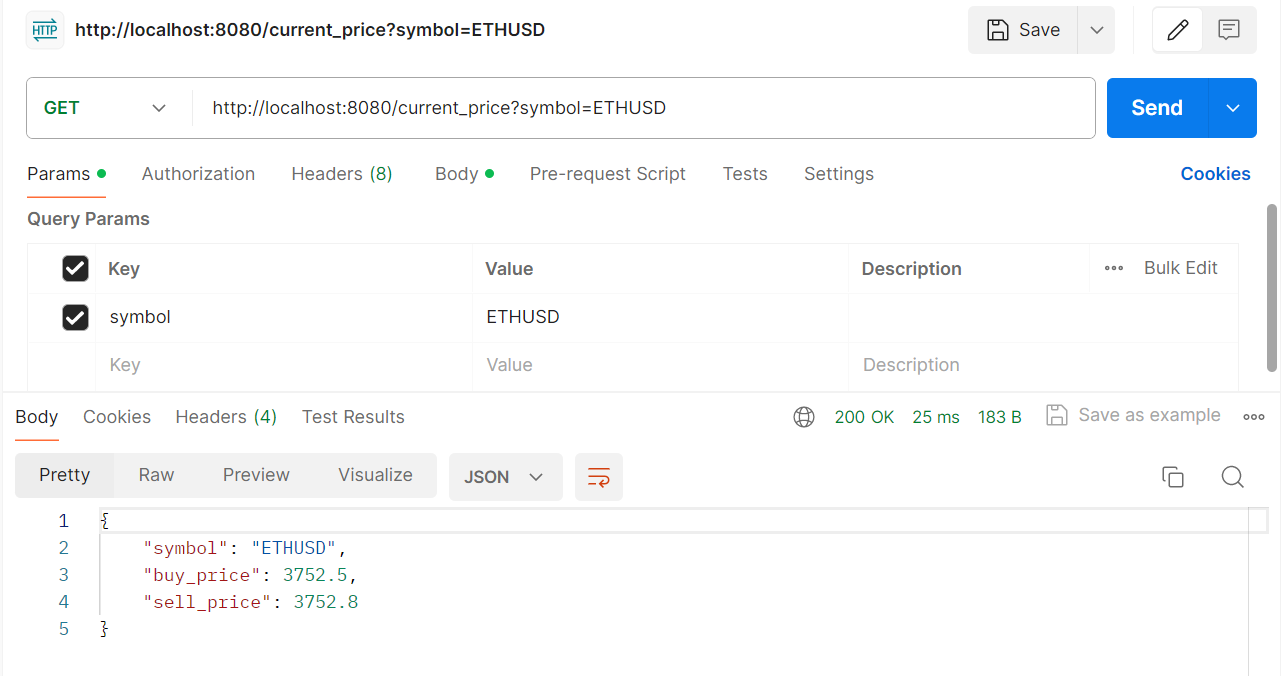 HTTP http://localhost:8080/current_price?symbol=ETHUSD Save
GET http://localhost:8080/current_price?symbol=ETHUSD Send
Params Authorization Headers (8) Body Pre-request Script Tests Settings Cookies
Query Params
Key Value Description Bulk Edit
symbol ETHUSD
Key Value Description
Body Cookies Headers (4) Test Results 200 OK 25 ms 183 B Save as example
Pretty Raw Preview Visualize JSON
1 {
2 "symbol": "ETHUSD",
3 "buy_price": 3752.5,
4 "sell_price": 3752.8
5 }